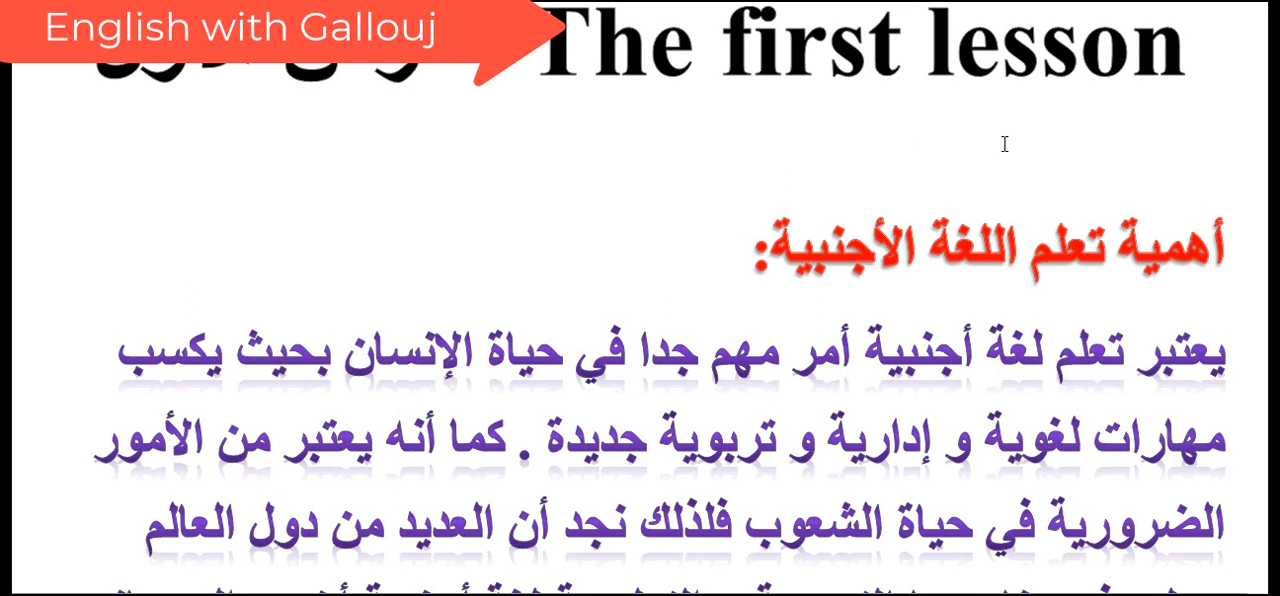 English with Gallouj
The first lesson
أهمية تعلم اللغة الأجنبية:
يعتبر تعلم لغة أجنبية أمر مهم جدا في حياة الإنسان بحيث يكسب
مهارات لغوية و إدارية و تربوية جديدة . كما أنه يعتبر من الأمور
الضرورية في حياة الشعوب فلذلك نجد أن العديد من دول العالم